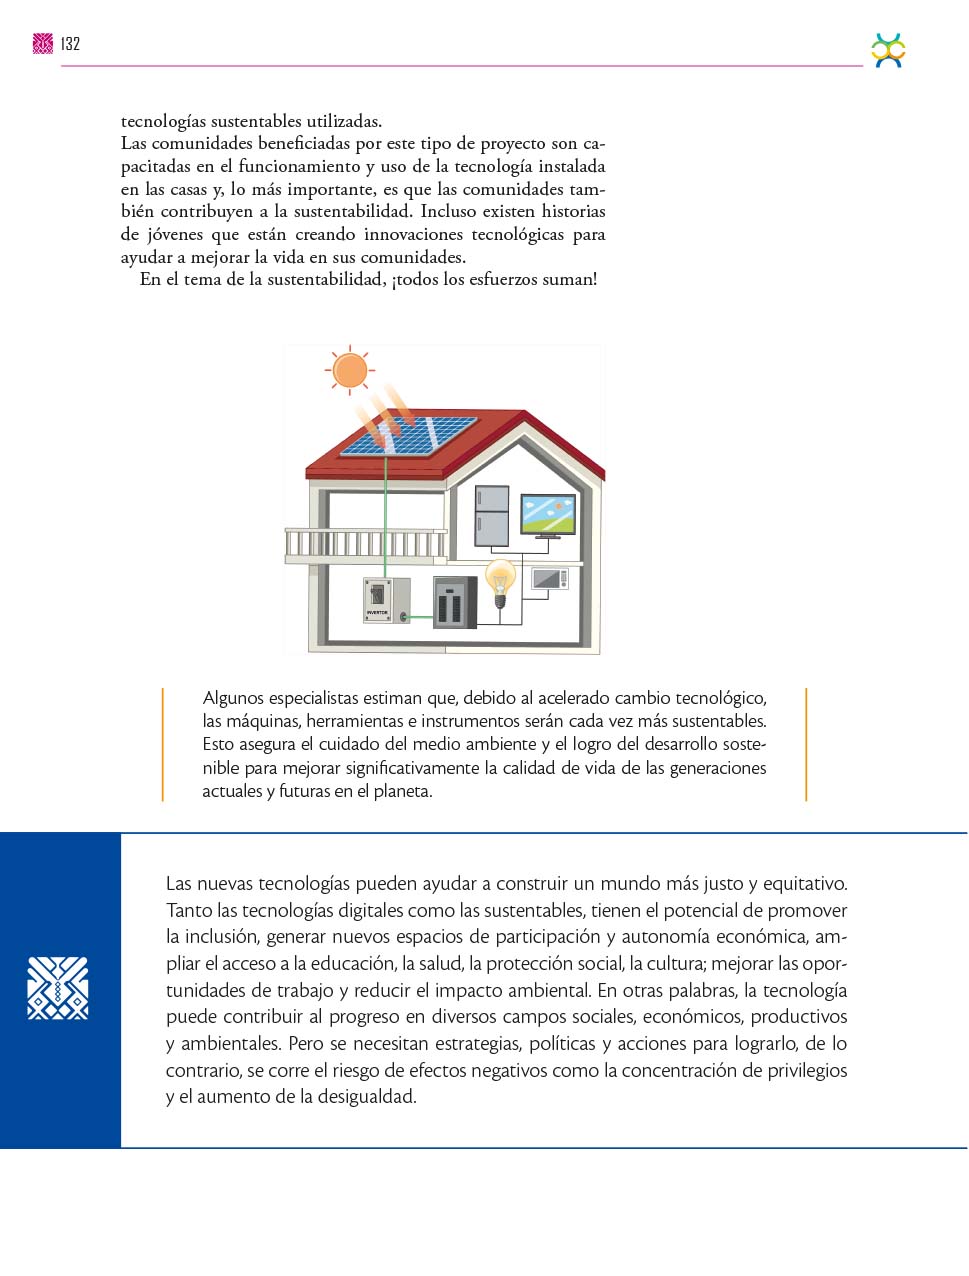 132
tecnologías sustentables utilizadas.
Las comunidades beneficiadas por este tipo de proyecto son ca-
pacitadas en el funcionamiento y uso de la tecnología instalada
en las casas y, lo más importante, es que las comunidades tam-
bién contribuyen a la sustentabilidad. Incluso existen historias
de jóvenes que están creando innovaciones tecnológicas para
ayudar a mejorar la vida en sus comunidades.
En el tema de la sustentabilidad, ¡todos los esfuerzos suman!
INVERTOR
Algunos especialistas estiman que, debido al acelerado cambio tecnológico,
las máquinas, herramientas e instrumentos serán cada vez más sustentables.
Esto asegura el cuidado del medio ambiente y el logro del desarrollo soste-
nible para mejorar significativamente la calidad de vida de las generaciones
actuales y futuras en el planeta.
Las nuevas tecnologías pueden ayudar a construir un mundo más justo y equitativo.
Tanto las tecnologías digitales como las sustentables, tienen el potencial de promover
la inclusión, generar nuevos espacios de participación y autonomía económica, am-
pliar el acceso a la educación, la salud, la protección social, la cultura; mejorar las opor-
tunidades de trabajo y reducir el impacto ambiental. En otras palabras, la tecnología
puede contribuir al progreso en diversos campos sociales, económicos, productivos
y ambientales. Pero se necesitan estrategias, políticas y acciones para lograrlo, de lo
contrario, se corre el riesgo de efectos negativos como la concentración de privilegios
y el aumento de la desigualdad.